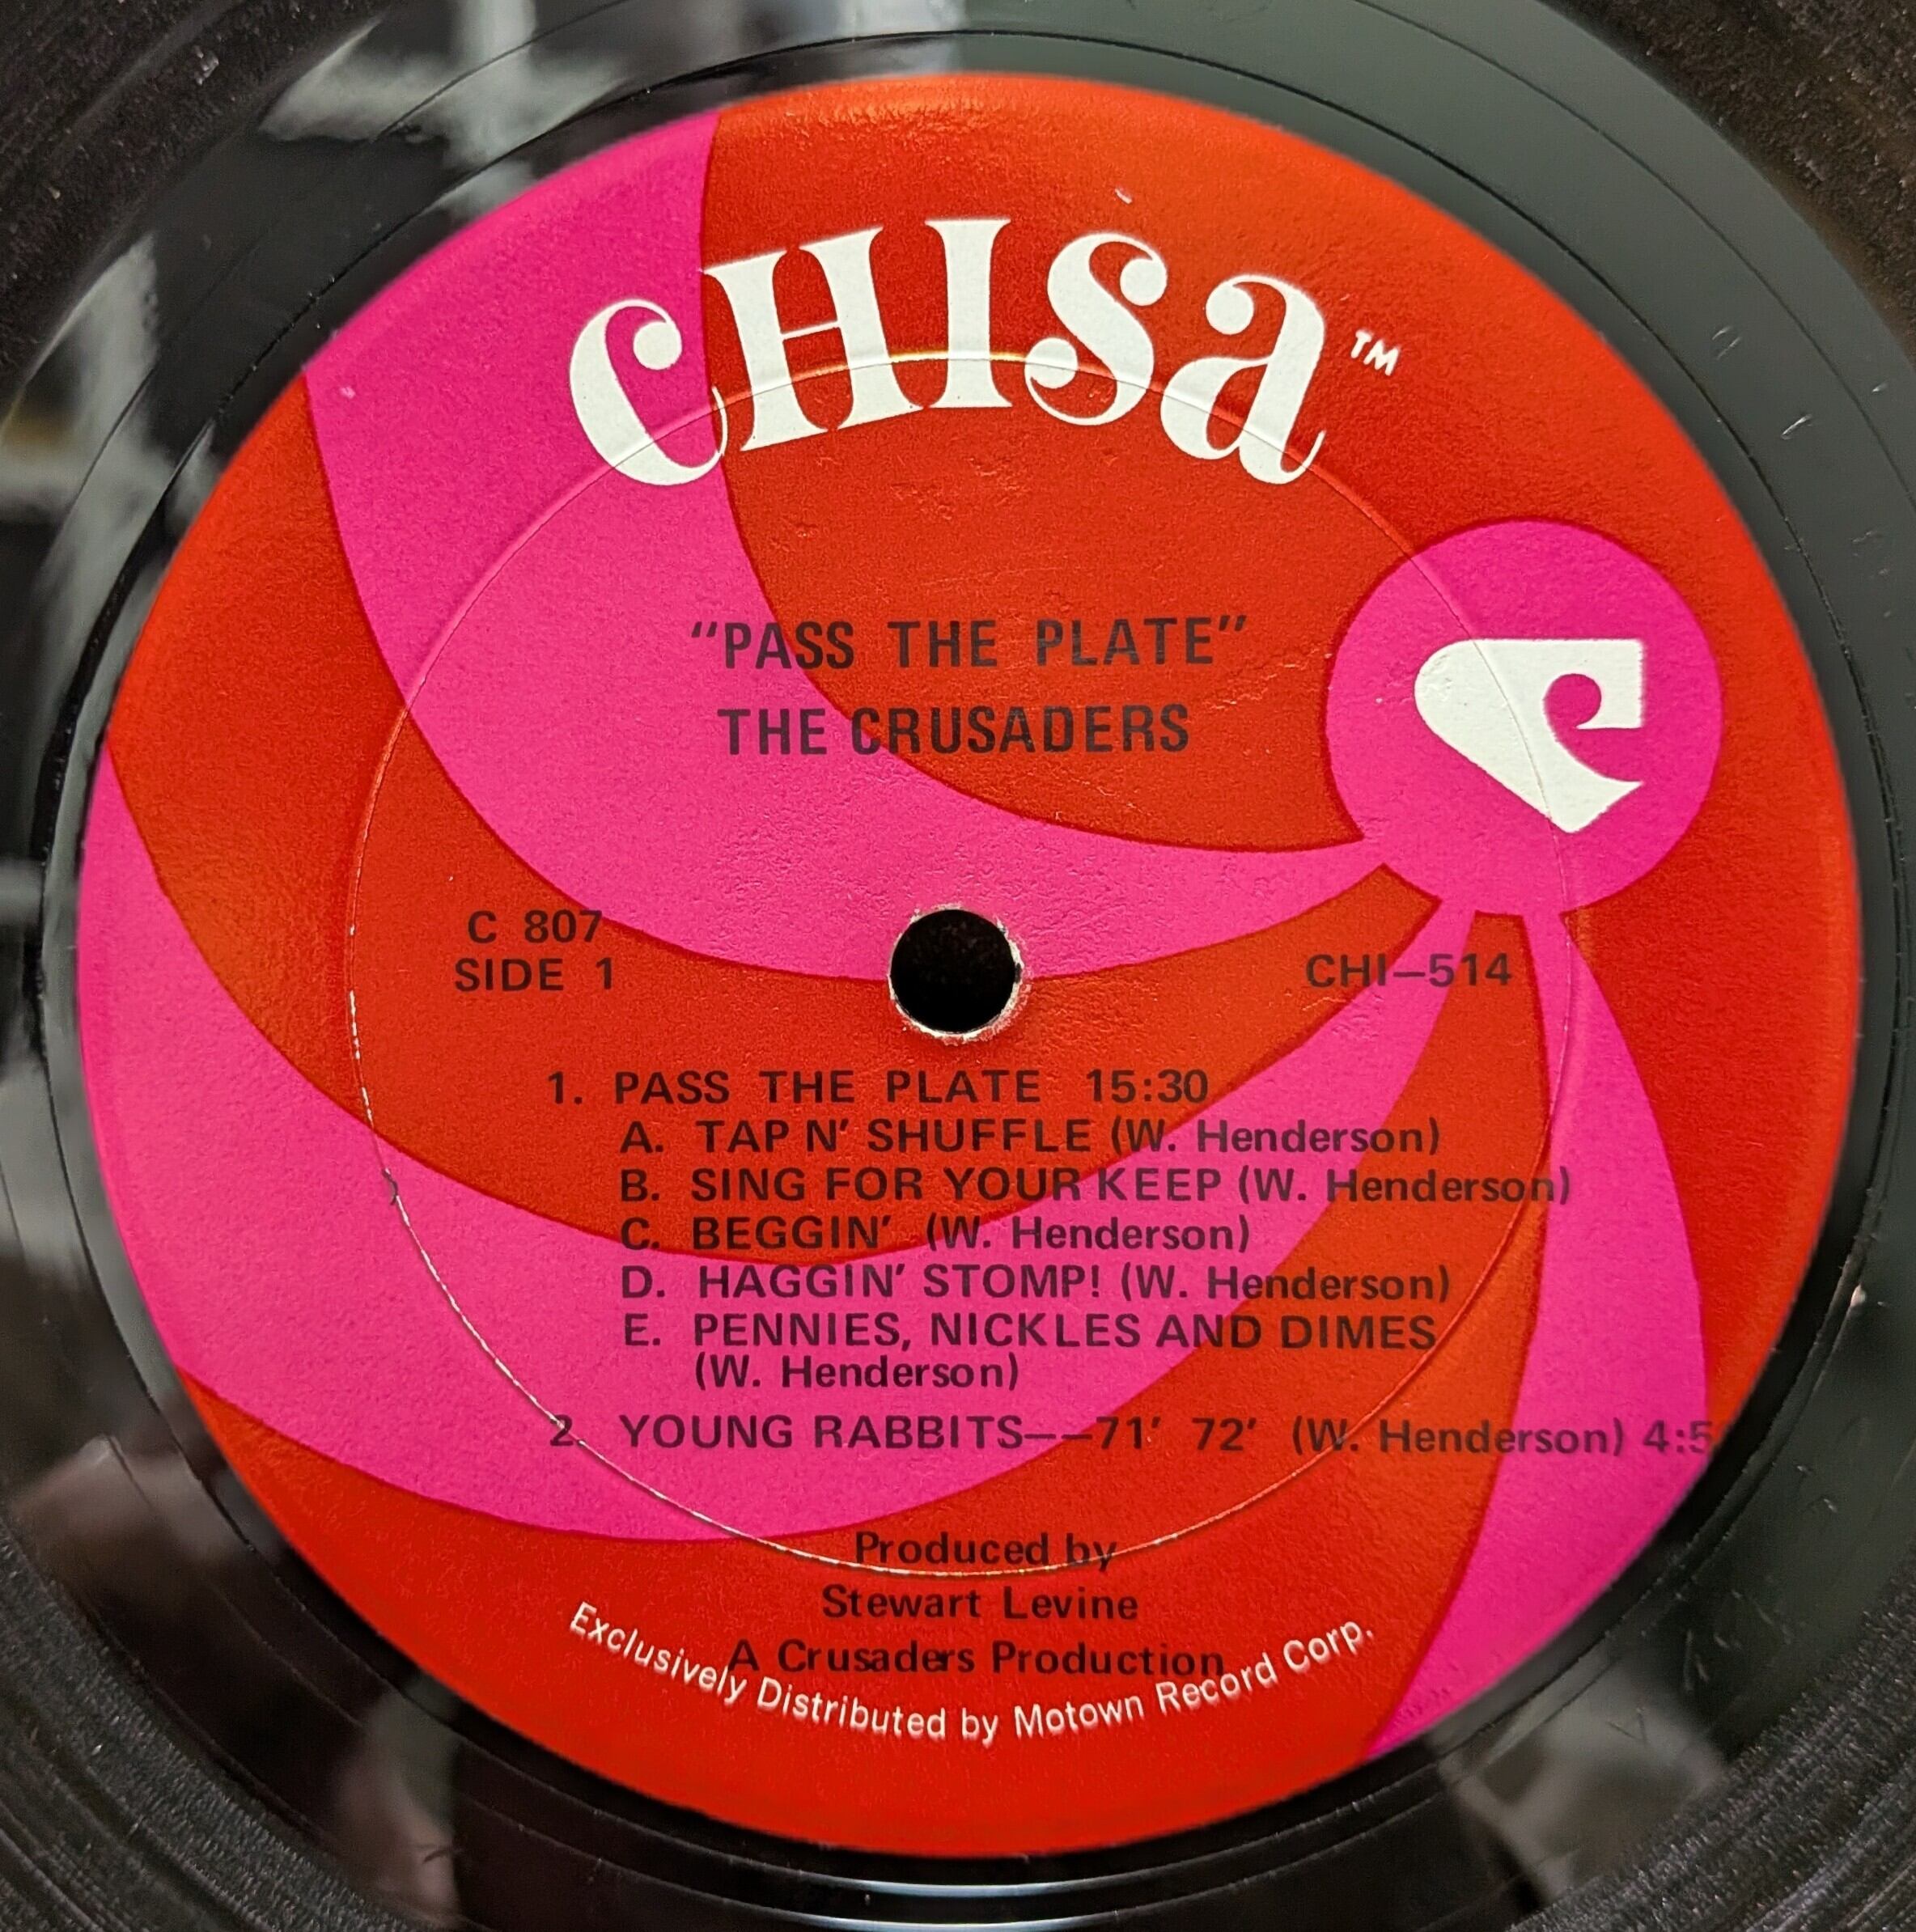 CHISa™
"PASS THE PLATE"
THE CRUSADERS
C 807
SIDE 1
CHI–514
1. PASS THE PLATE 15:30
A. TAP N' SHUFFLE (W. Henderson)
B. SING FOR YOUR KEEP (W. Henderson)
C. BEGGIN' (W. Henderson)
D. HAGGIN' STOMP! (W. Henderson)
E. PENNIES, NICKLES AND DIMES
(W. Henderson)
2. YOUNG RABBITS––71' 72' (W. Henderson)
Produced by
Stewart Levine
A Crusaders Production
Exclusively Distributed by Motown Record Corp.